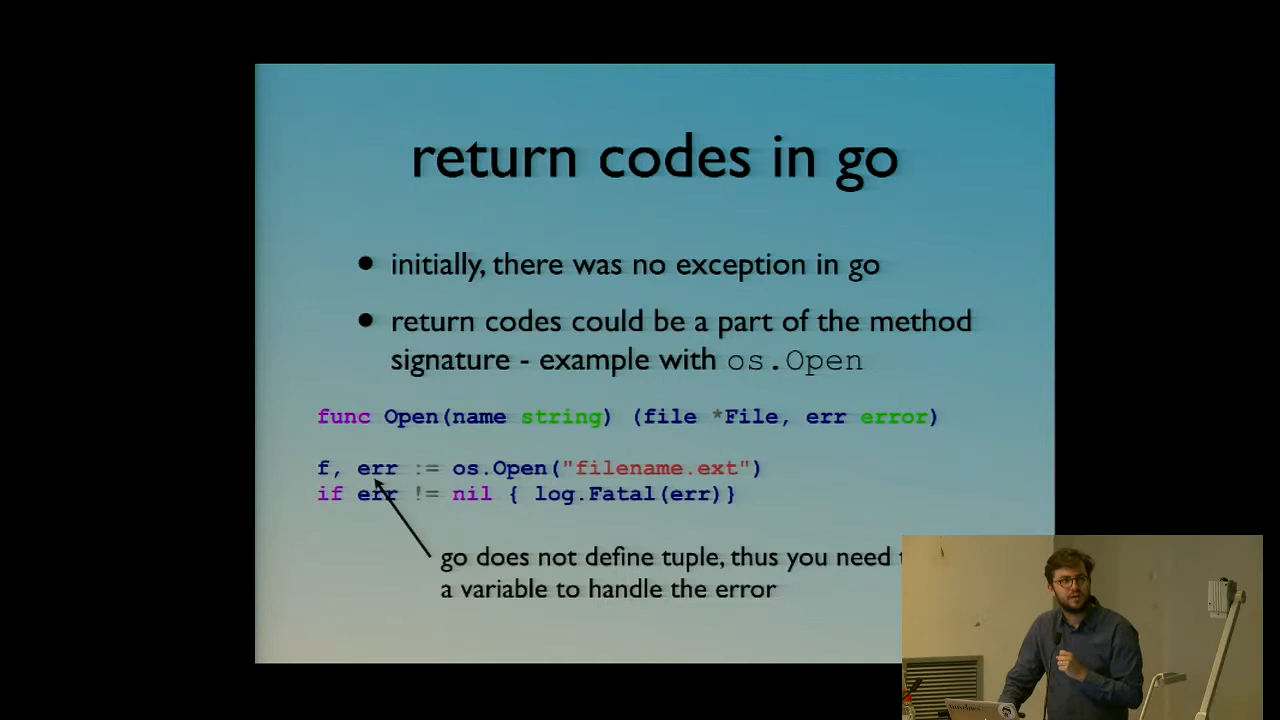 return codes in go
• initially, there was no exception in go
• return codes could be a part of the method
signature - example with os.Open
func Open(name string) (file *File, err error)
f, err := os.Open("filename.ext")
if err != nil { log.Fatal(err)}
go does not define tuple, thus you need
a variable to handle the error